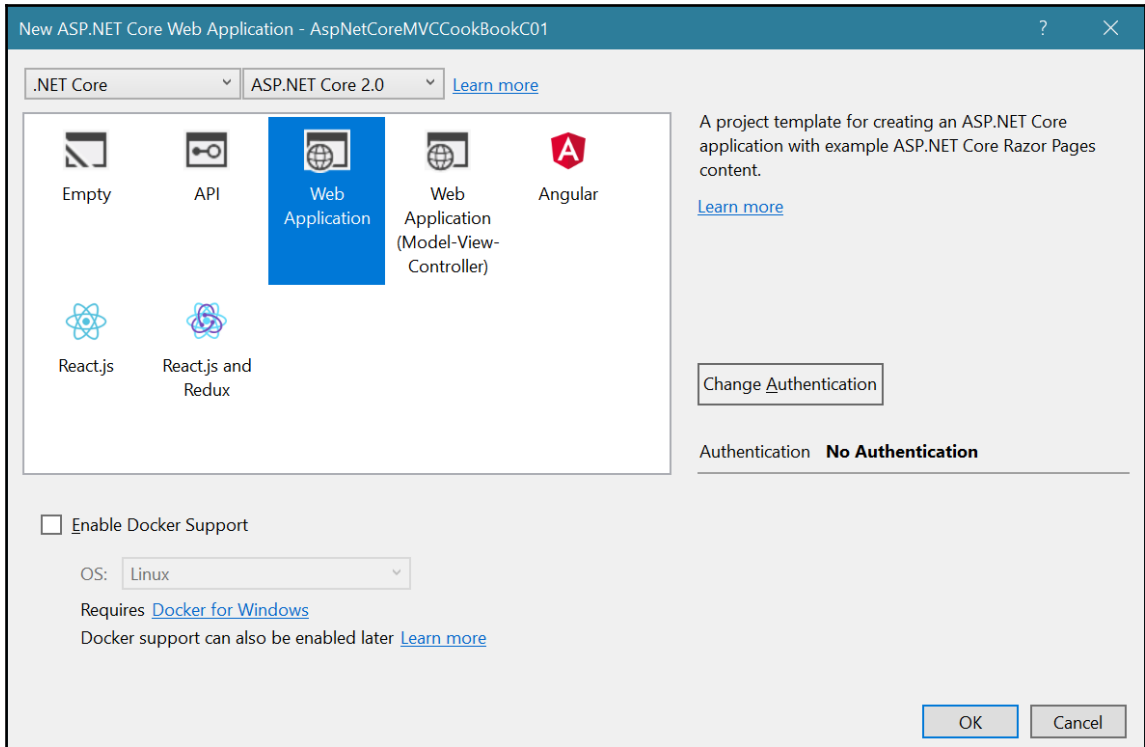 New ASP.NET Core Web Application - AspNetCoreMVCCookBookC01
?
.NET Core
ASP.NET Core 2.0
Learn more
Empty
API
Web
Application
Web
Application
(Model-View-
Controller)
Angular
React.js
React.js and
Redux
A project template for creating an ASP.NET Core
application with example ASP.NET Core Razor Pages
content.
Learn more
Change Authentication
Authentication No Authentication
Enable Docker Support
OS: Linux
Requires Docker for Windows
Docker support can also be enabled later Learn more
OK
Cancel